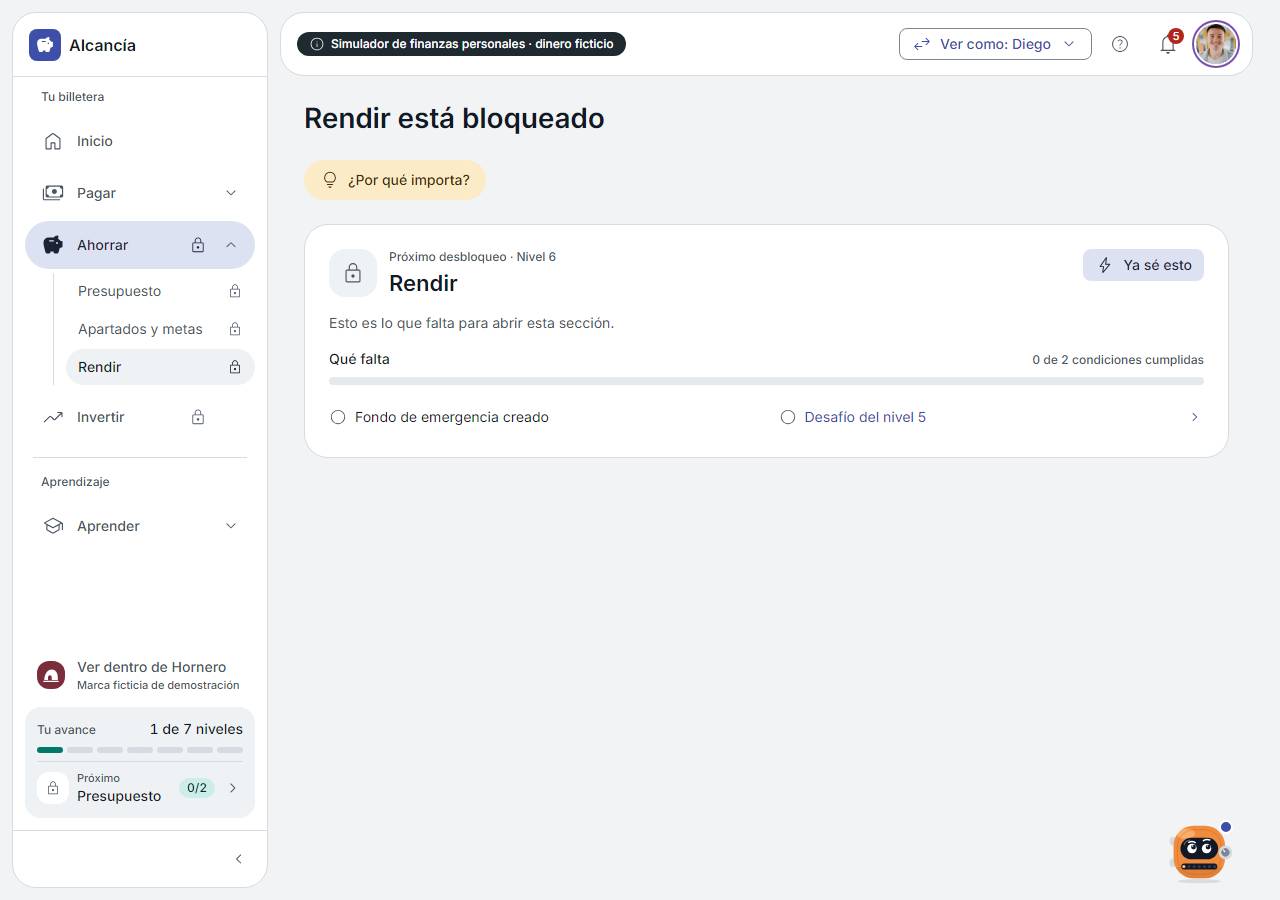 Alcancía
Tu billetera
Inicio
Pagar
Ahorrar
Presupuesto
Apartados y metas
Rendir
Invertir
Aprendizaje
Aprender
Ver dentro de Hornero
Marca ficticia de demostración
Tu avance
1 de 7 niveles
Próximo
Presupuesto
0/2
Simulador de finanzas personales · dinero ficticio
Ver como: Diego
5
Rendir está bloqueado
¿Por qué importa?
Próximo desbloqueo · Nivel 6
Rendir
Ya sé esto
Esto es lo que falta para abrir esta sección.
Qué falta
0 de 2 condiciones cumplidas
Fondo de emergencia creado
Desafío del nivel 5